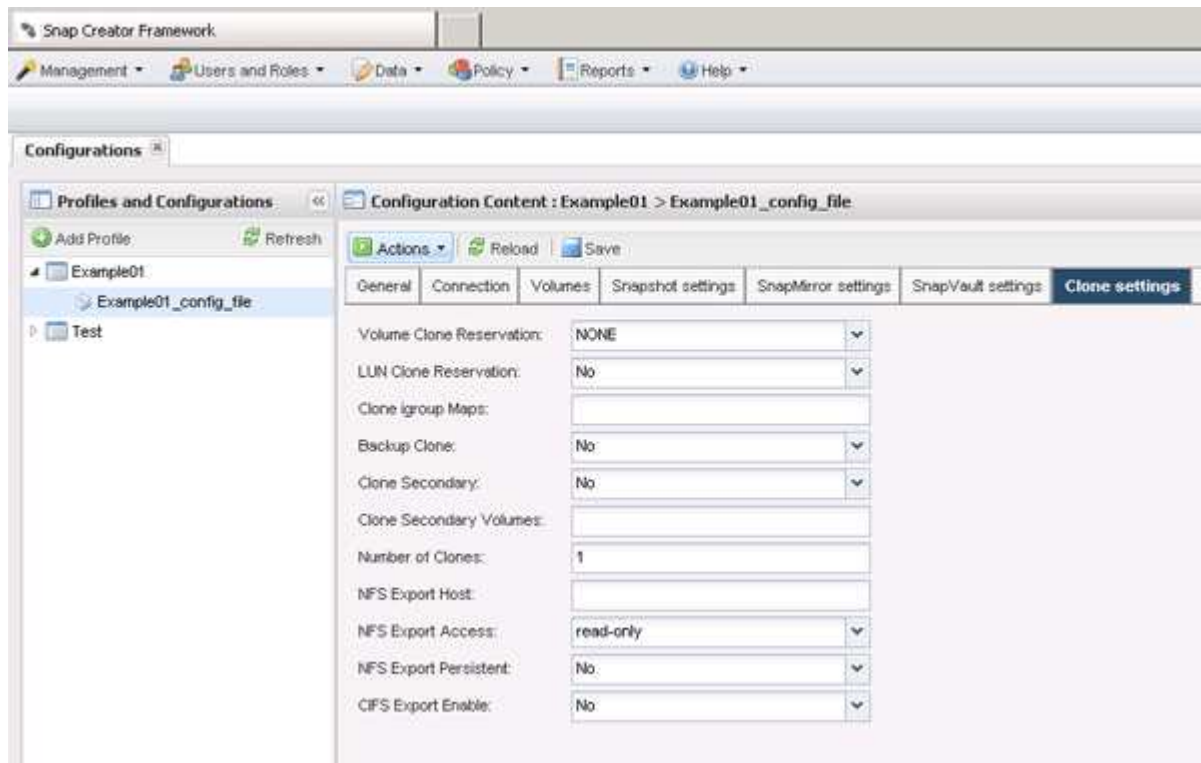 Snap Creator Framework
Management Users and Roles Data Policy Reports Help
Configurations
Profiles and Configurations Configuration Content : Example01 > Example01_config_file
Add Profile Refresh Actions Reload Save
Example01
Example01_config_file
Test
General Connection Volumes Snapshot settings SnapMirror settings SnapVault settings Clone settings
Volume Clone Reservation: NONE
LUN Clone Reservation: No
Clone igroup Maps:
Backup Clone: No
Clone Secondary: No
Clone Secondary Volumes:
Number of Clones: 1
NFS Export Host:
NFS Export Access: read-only
NFS Export Persistent: No
CIFS Export Enable: No